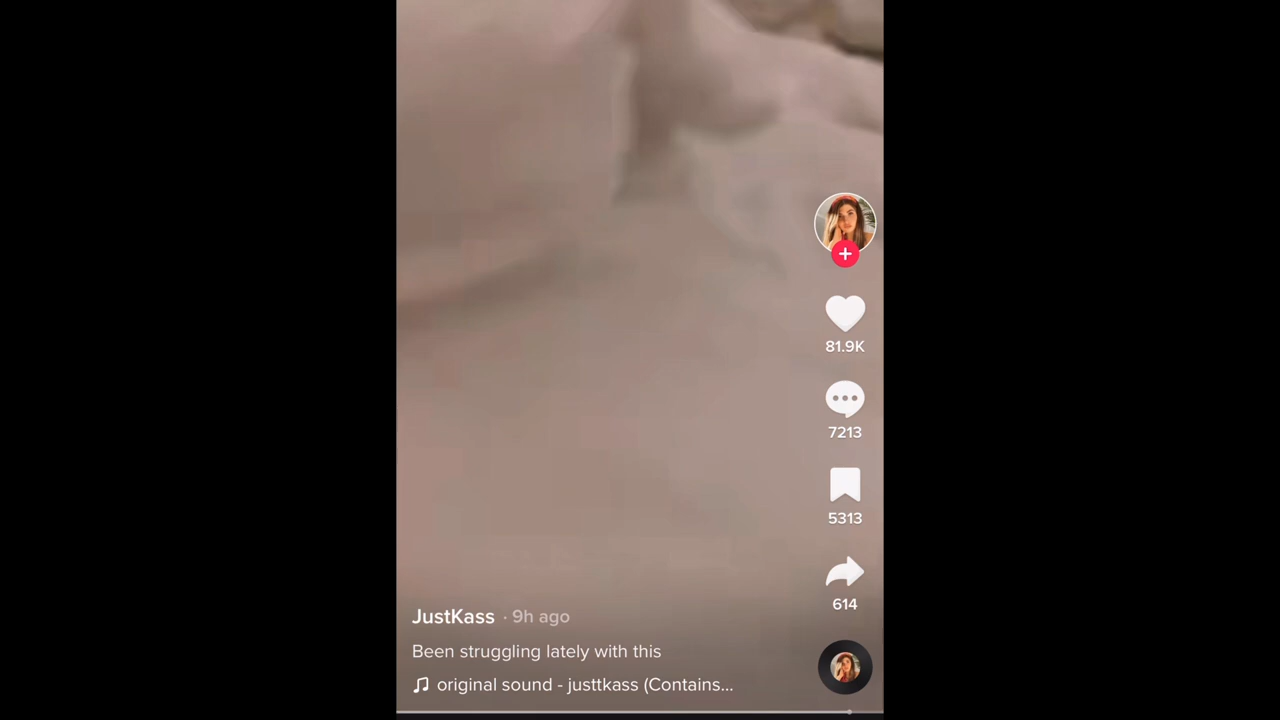 81.9K
7213
5313
614
JustKass · 9h ago
Been struggling lately with this
original sound - justtkass (Contains...